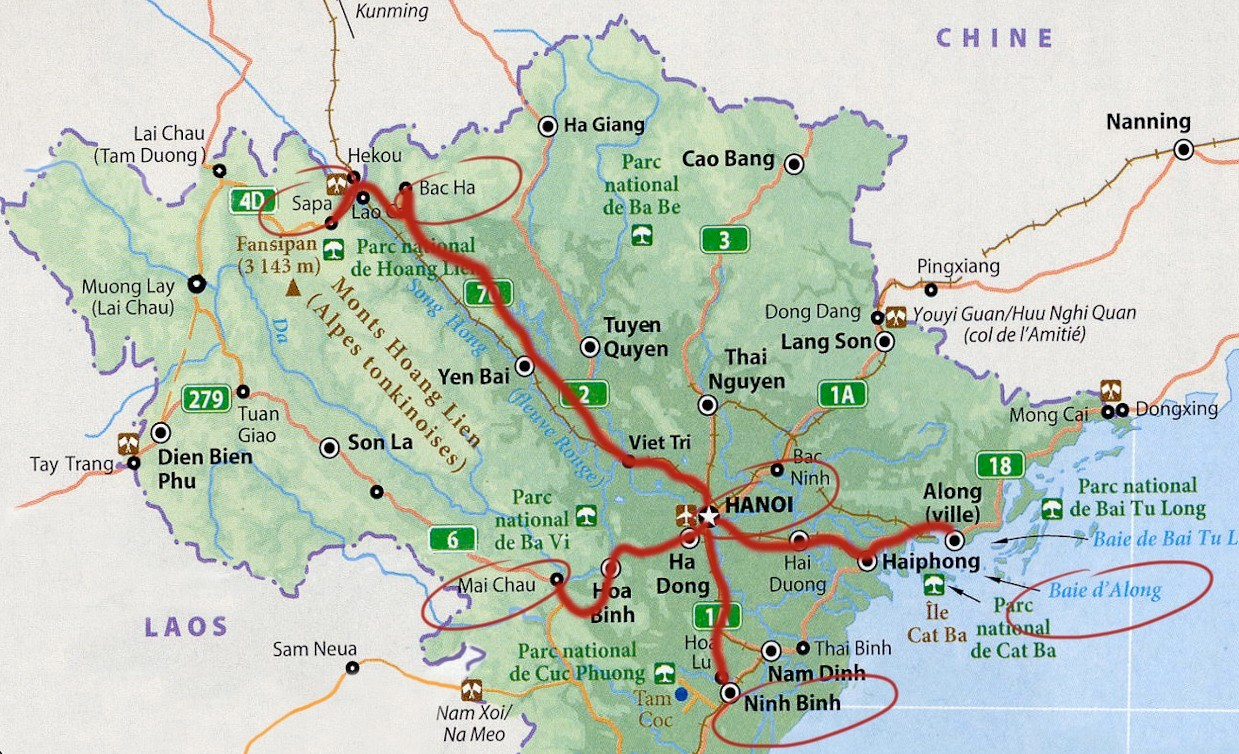 Kunming
CHINE
Ha Giang
Nanning
Lai Chau
(Tam Duong)
Hekou
Cao Bang
Parc
national
de Ba Be
4D
Sapa
Lao C
Bac Ha
3
Fansipan
(3 143 m)
Parc national
de Hoang Lien
Pingxiang
Muong Lay
(Lai Chau)
Monts Hoang Lien
(Alpes tonkinoises)
Song Hong
(fleuve Rouge)
70
Da
Dong Dang
Youyi Guan/Huu Nghi Quan
(col de l'Amitié)
Tuyen
Quyen
Lang Son
Thai
Nguyen
Yen Bai
2
1A
279
Tuan
Giao
Mong Cai
Dongxing
Son La
Viet Tri
Tay Trang
Dien Bien
Phu
Bac
Ninh
18
Parc
national
de Ba Vi
HANOI
Along
(ville)
Parc national
de Bai Tu Long
6
Baie de Bai Tu L
Ha
Dong
Hai
Duong
Haiphong
Mai Chau
Hoa
Binh
Baie d'Along
Île
Cat Ba
Parc
national
de Cat Ba
LAOS
1A
Sam Neua
Hoa
Lu
Thai Binh
Parc national
de Cuc Phuong
Nam Dinh
Tam
Coc
Ninh Binh
Nam Xoi/
Na Meo